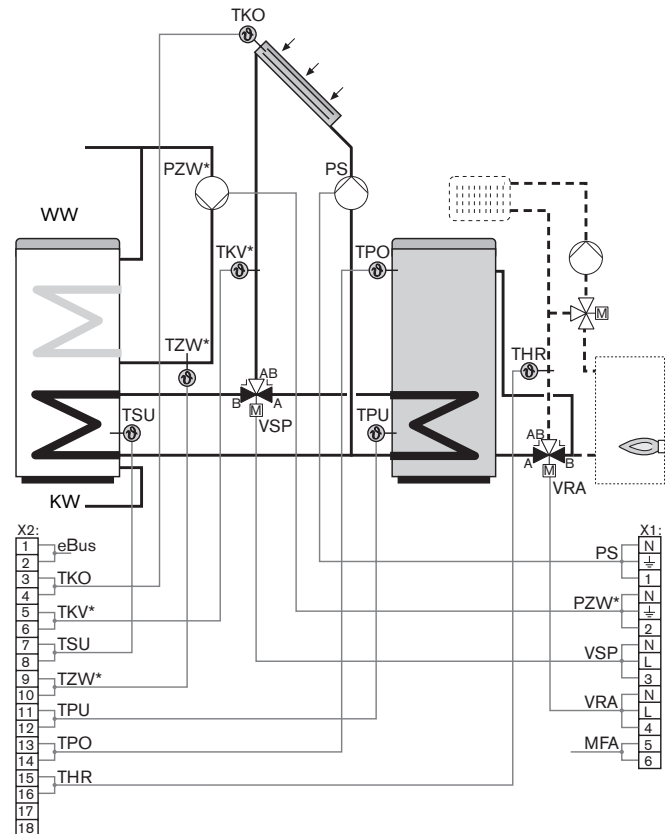 TKO
ϑ
PZW*
PS
WW
TKV*
ϑ
TPO
ϑ
M
TZW*
ϑ
THR
ϑ
AB
B
A
M
VSP
TSU
ϑ
TPU
ϑ
AB
A
B
M
VRA
KW
X2:
1
eBus
2
3
TKO
4
5
TKV*
6
7
TSU
8
9
TZW*
10
11
TPU
12
13
TPO
14
15
THR
16
17
18
X1:
N
PS
1
N
PZW*
2
N
VSP
L
3
N
VRA
L
4
MFA
5
6